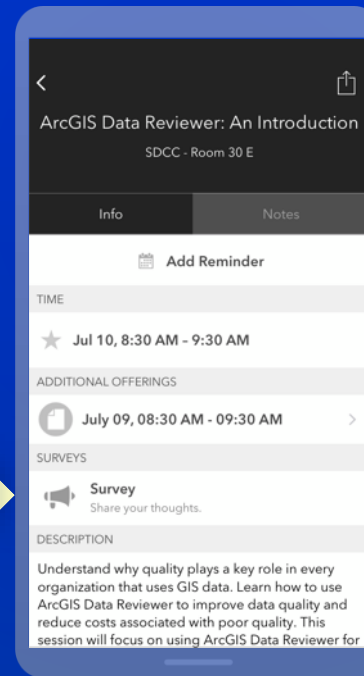 ArcGIS Data Reviewer: An Introduction
SDCC - Room 30 E
Info
Notes
Add Reminder
TIME
Jul 10, 8:30 AM – 9:30 AM
ADDITIONAL OFFERINGS
July 09, 08:30 AM - 09:30 AM
SURVEYS
Survey
Share your thoughts.
DESCRIPTION
Understand why quality plays a key role in every
organization that uses GIS data. Learn how to use
ArcGIS Data Reviewer to improve data quality and
reduce costs associated with poor quality. This
session will focus on using ArcGIS Data Reviewer for